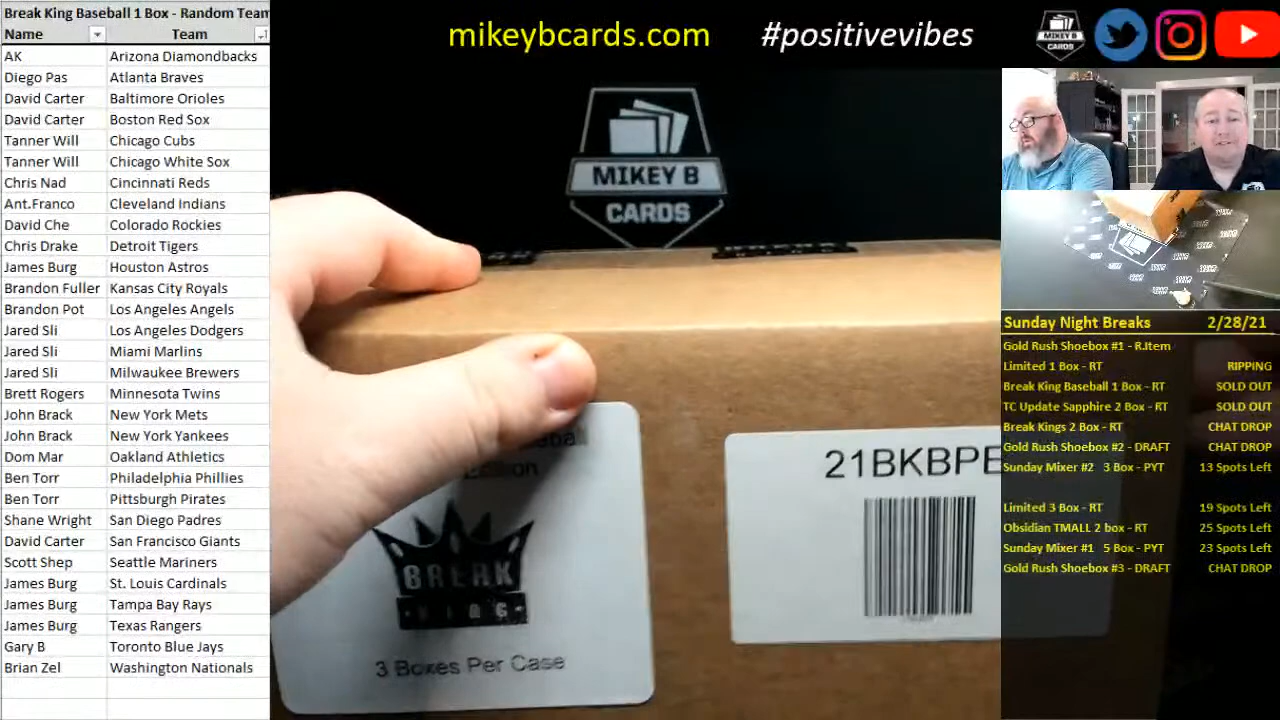 Break King Baseball 1 Box - Random Team
Name Team
AK Arizona Diamondbacks
Diego Pas Atlanta Braves
David Carter Baltimore Orioles
David Carter Boston Red Sox
Tanner Will Chicago Cubs
Tanner Will Chicago White Sox
Chris Nad Cincinnati Reds
Ant.Franco Cleveland Indians
David Che Colorado Rockies
Chris Drake Detroit Tigers
James Burg Houston Astros
Brandon Fuller Kansas City Royals
Brandon Pot Los Angeles Angels
Jared Sli Los Angeles Dodgers
Jared Sli Miami Marlins
Jared Sli Milwaukee Brewers
Brett Rogers Minnesota Twins
John Brack New York Mets
John Brack New York Yankees
Dom Mar Oakland Athletics
Ben Torr Philadelphia Phillies
Ben Torr Pittsburgh Pirates
Shane Wright San Diego Padres
David Carter San Francisco Giants
Scott Shep Seattle Mariners
James Burg St. Louis Cardinals
James Burg Tampa Bay Rays
James Burg Texas Rangers
Gary B Toronto Blue Jays
Brian Zel Washington Nationals
mikeybcards.com #positivevibes
MIKEY B
CARDS
MIKEY B
CARDS
Edition
BREAK
KING
3 Boxes Per Case
21BKBPE
Sunday Night Breaks 2/28/21
Gold Rush Shoebox #1 - R.Item
Limited 1 Box - RT RIPPING
Break King Baseball 1 Box - RT SOLD OUT
TC Update Sapphire 2 Box - RT SOLD OUT
Break Kings 2 Box - RT CHAT DROP
Gold Rush Shoebox #2 - DRAFT CHAT DROP
Sunday Mixer #2 3 Box - PYT 13 Spots Left
Limited 3 Box - RT 19 Spots Left
Obsidian TMALL 2 box - RT 25 Spots Left
Sunday Mixer #1 5 Box - PYT 23 Spots Left
Gold Rush Shoebox #3 - DRAFT CHAT DROP